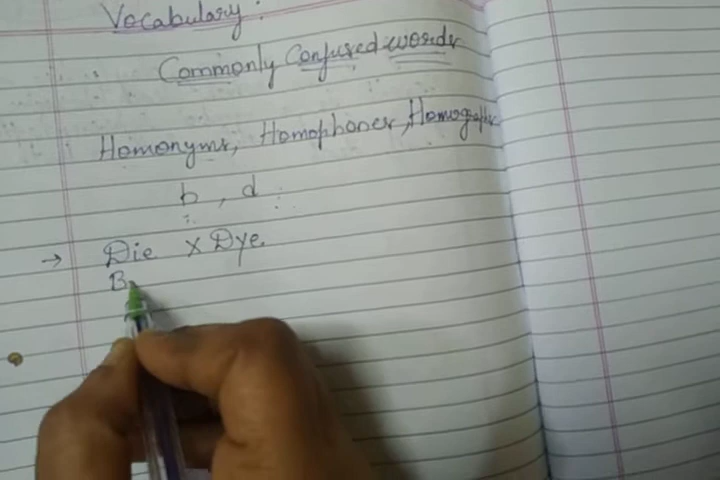 Vocabulary :
Commonly Confused words
Homonyms, Homophones, Homographs
b , d :
→ Die x Dye.
B